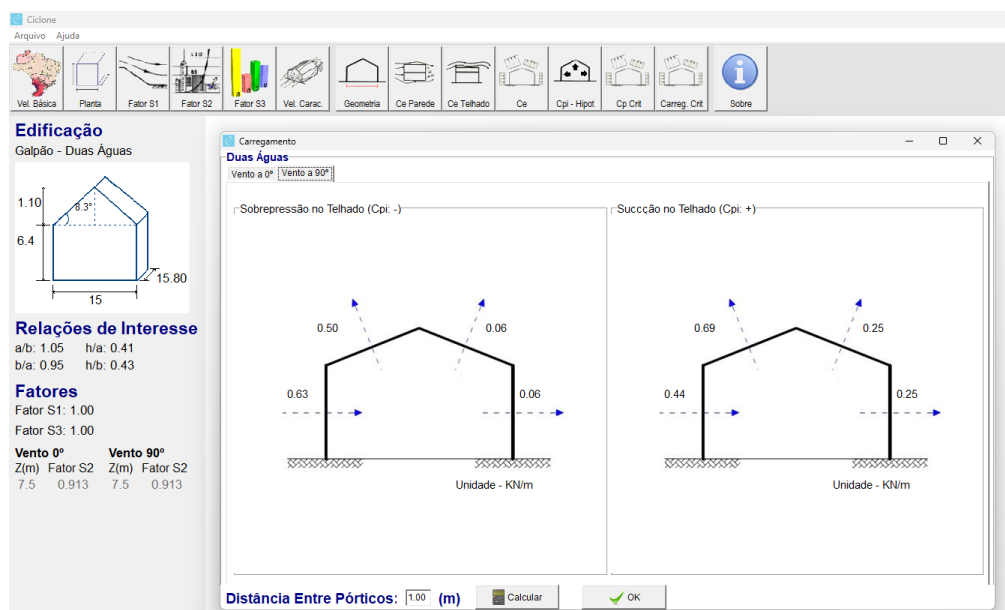 Ciclone
Arquivo Ajuda
Vel. Básica Planta Fator S1 Fator S2 Fator S3 Vel. Carac. Geometria Ce Parede Ce Telhado Ce Cpi - Hipot Cp Crit Carreg. Crit Sobre
Edificação
Galpão - Duas Águas
1.10
8.3°
6.4
15.80
15
Relações de Interesse
a/b: 1.05 h/a: 0.41
b/a: 0.95 h/b: 0.43
Fatores
Fator S1: 1.00
Fator S3: 1.00
Vento 0º Vento 90º
Z(m) Fator S2 Z(m) Fator S2
7.5 0.913 7.5 0.913
Carregamento
Duas Águas
Vento a 0º Vento a 90º
Sobrepressão no Telhado (Cpi: -)
0.50 0.06
0.63 0.06
Unidade - KN/m
Succção no Telhado (Cpi: +)
0.69 0.25
0.44 0.25
Unidade - KN/m
Distância Entre Pórticos: 1.00 (m) Calcular OK